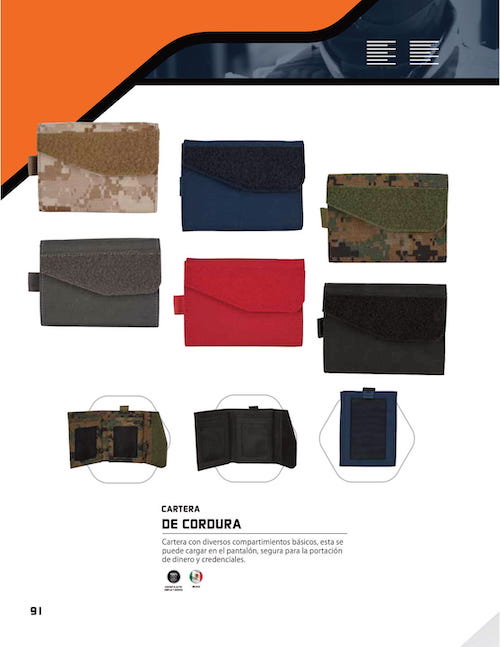 CARTERA
DE CORDURA
Cartera con diversos compartimientos básicos, esta se
puede cargar en el pantalón, segura para la portación
de dinero y credenciales.
91